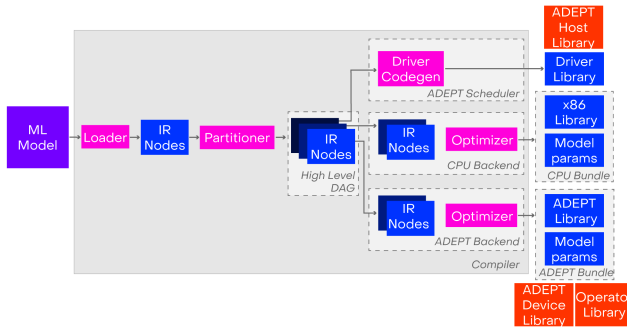 ADEPT
Host
Library
Driver
Codegen
Driver
Library
ADEPT Scheduler
x86
Library
ML
Model
Loader
IR
Nodes
Partitioner
IR
Nodes
High Level
DAG
IR
Nodes
Optimizer
CPU Backend
Model
params
CPU Bundle
IR
Nodes
Optimizer
ADEPT Backend
ADEPT
Library
Model
params
ADEPT Bundle
Compiler
ADEPT
Device
Library
Operato
Library